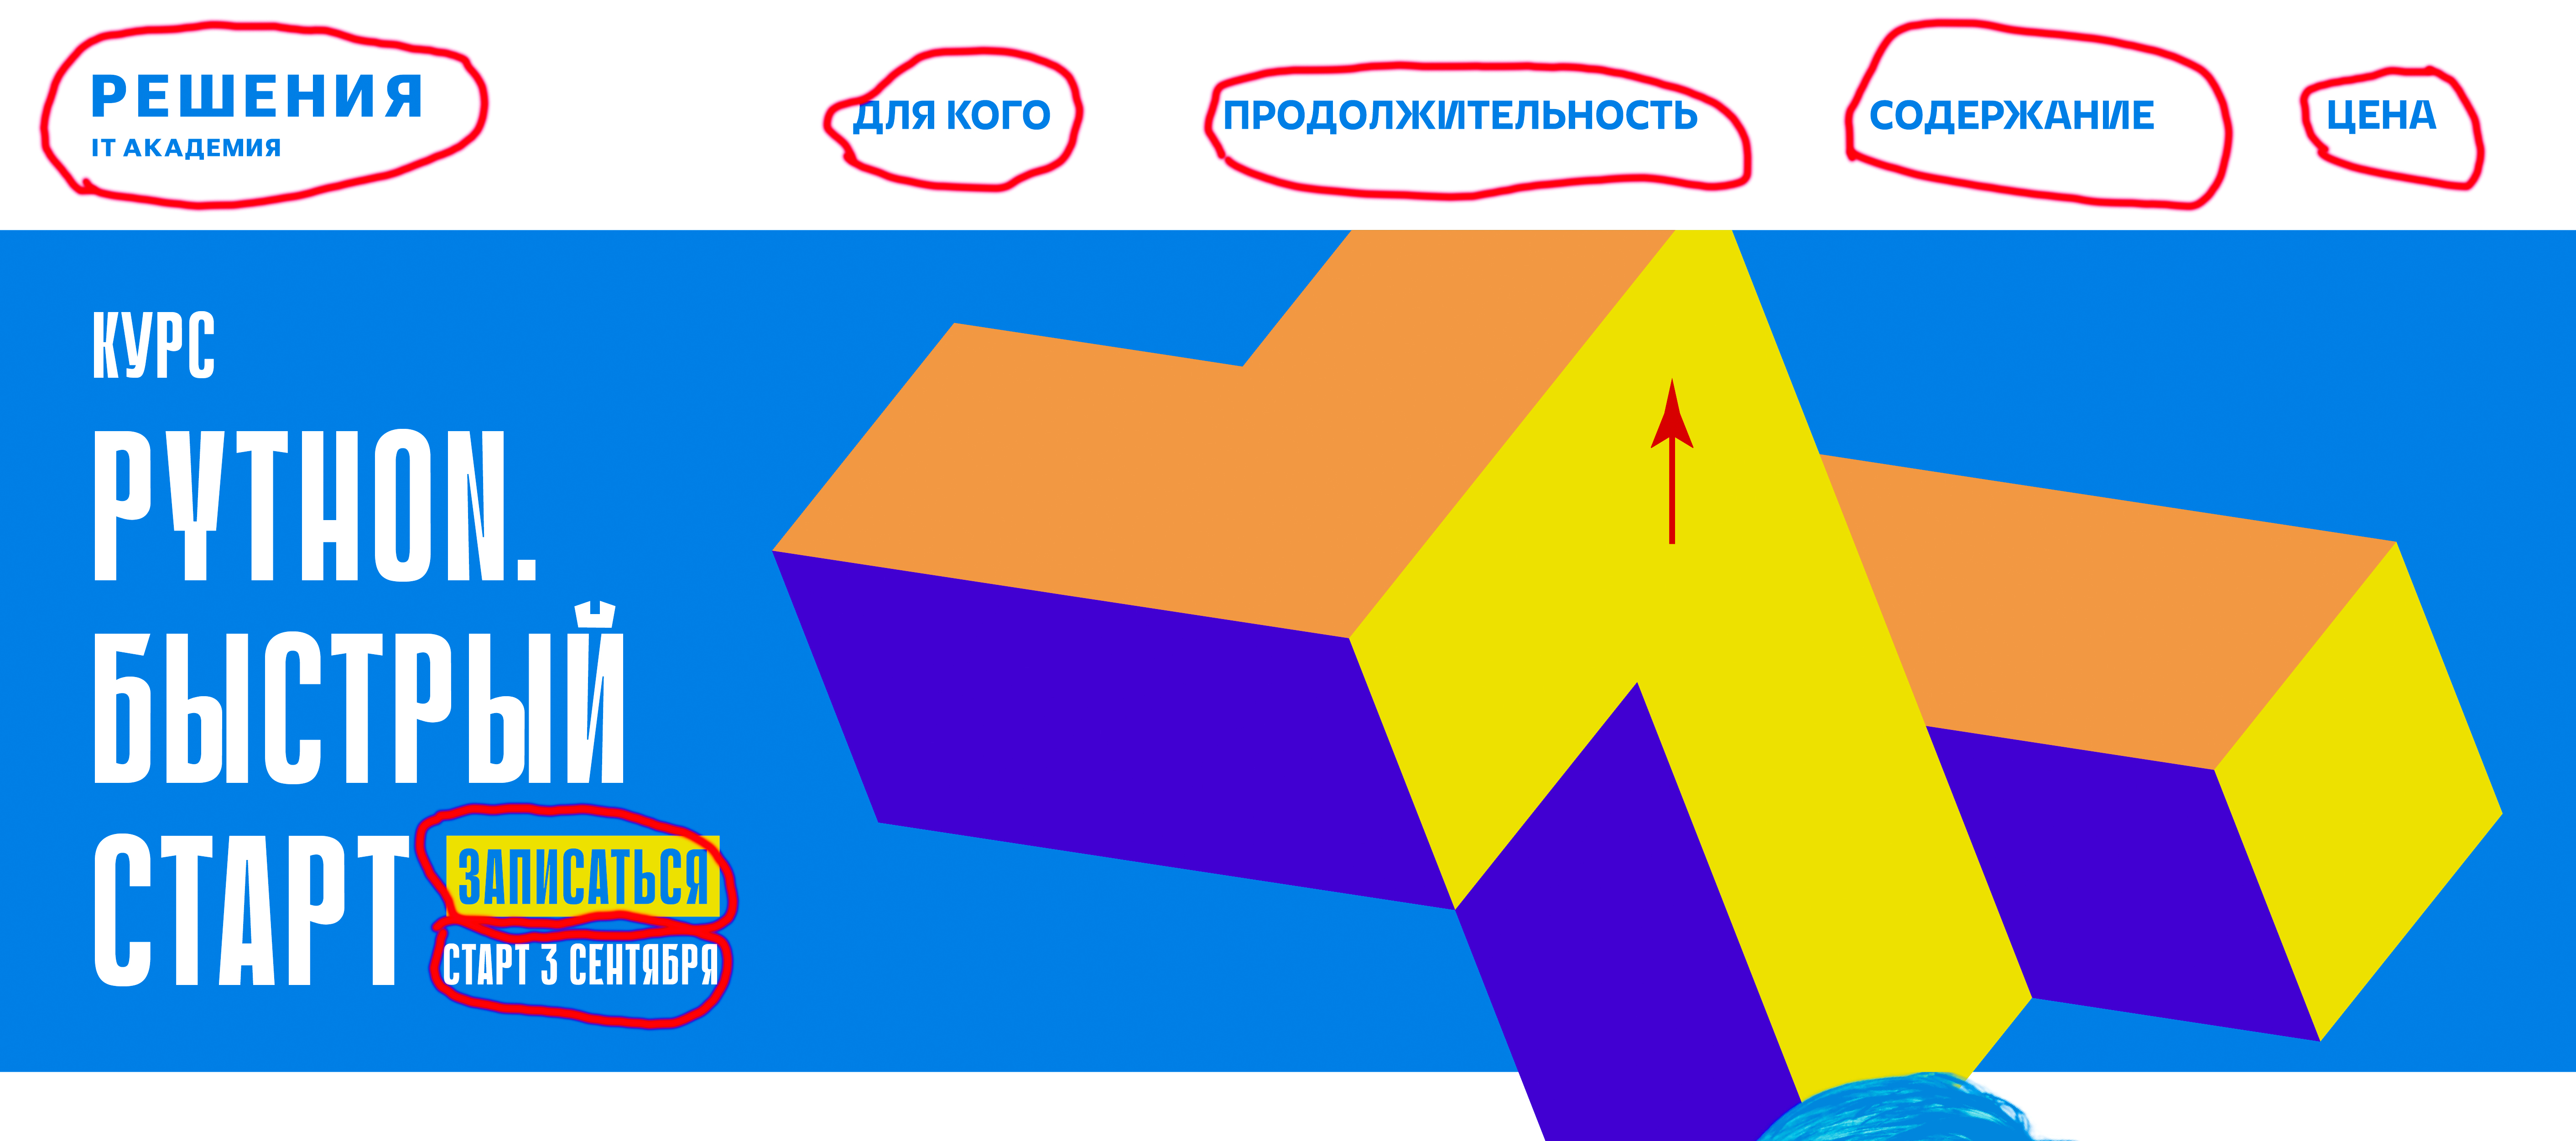 РЕШЕНИЯ
IT АКАДЕМИЯ
ДЛЯ КОГО
ПРОДОЛЖИТЕЛЬНОСТЬ
СОДЕРЖАНИЕ
ЦЕНА
КУРС
PYTHON.
БЫСТРЫЙ
СТАРТ
ЗАПИСАТЬСЯ
СТАРТ 3 СЕНТЯБРЯ